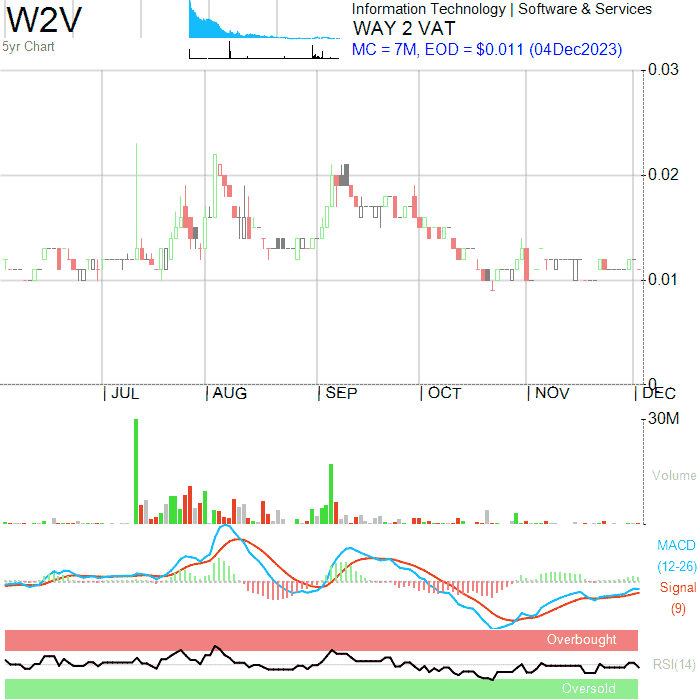 W2V
5yr Chart
Information Technology | Software & Services
WAY 2 VAT
MC = 7M, EOD = $0.011 (04Dec2023)
0.03
0.02
0.01
0
| JUL | AUG | SEP | OCT | NOV | DEC
30M
Volume
MACD
(12-26)
Signal
(9)
Overbought
RSI(14)
Oversold